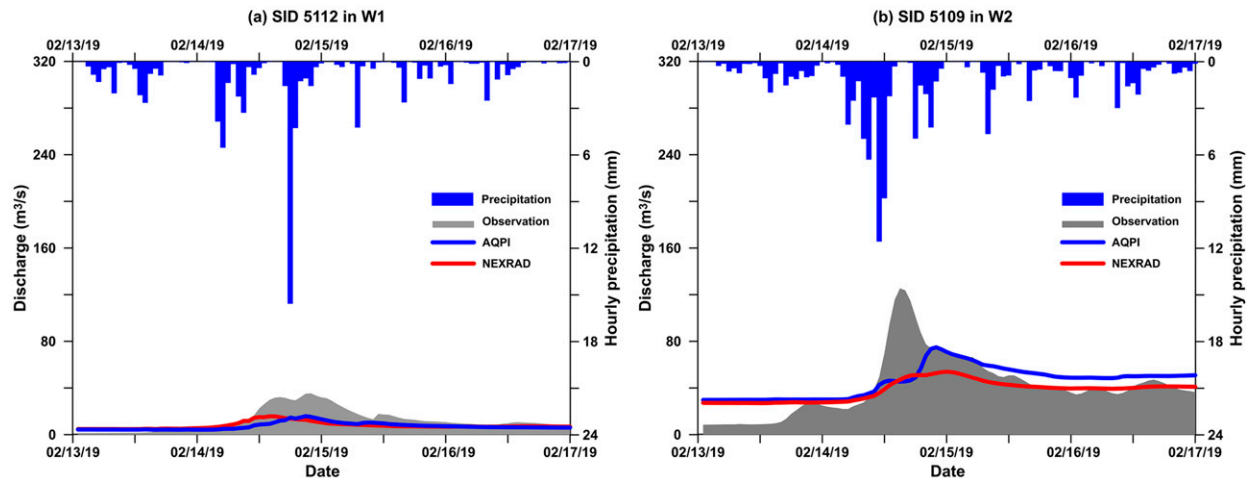 (a) SID 5112 in W1
02/13/19 02/14/19 02/15/19 02/16/19 02/17/19
320 0
240 6
160 12
80 18
0 24
Discharge (m³/s)
Hourly precipitation (mm)
Precipitation
Observation
AQPI
NEXRAD
02/13/19 02/14/19 02/15/19 02/16/19 02/17/19
Date
(b) SID 5109 in W2
02/13/19 02/14/19 02/15/19 02/16/19 02/17/19
320 0
240 6
160 12
80 18
0 24
Discharge (m³/s)
Hourly precipitation (mm)
Precipitation
Observation
AQPI
NEXRAD
02/13/19 02/14/19 02/15/19 02/16/19 02/17/19
Date